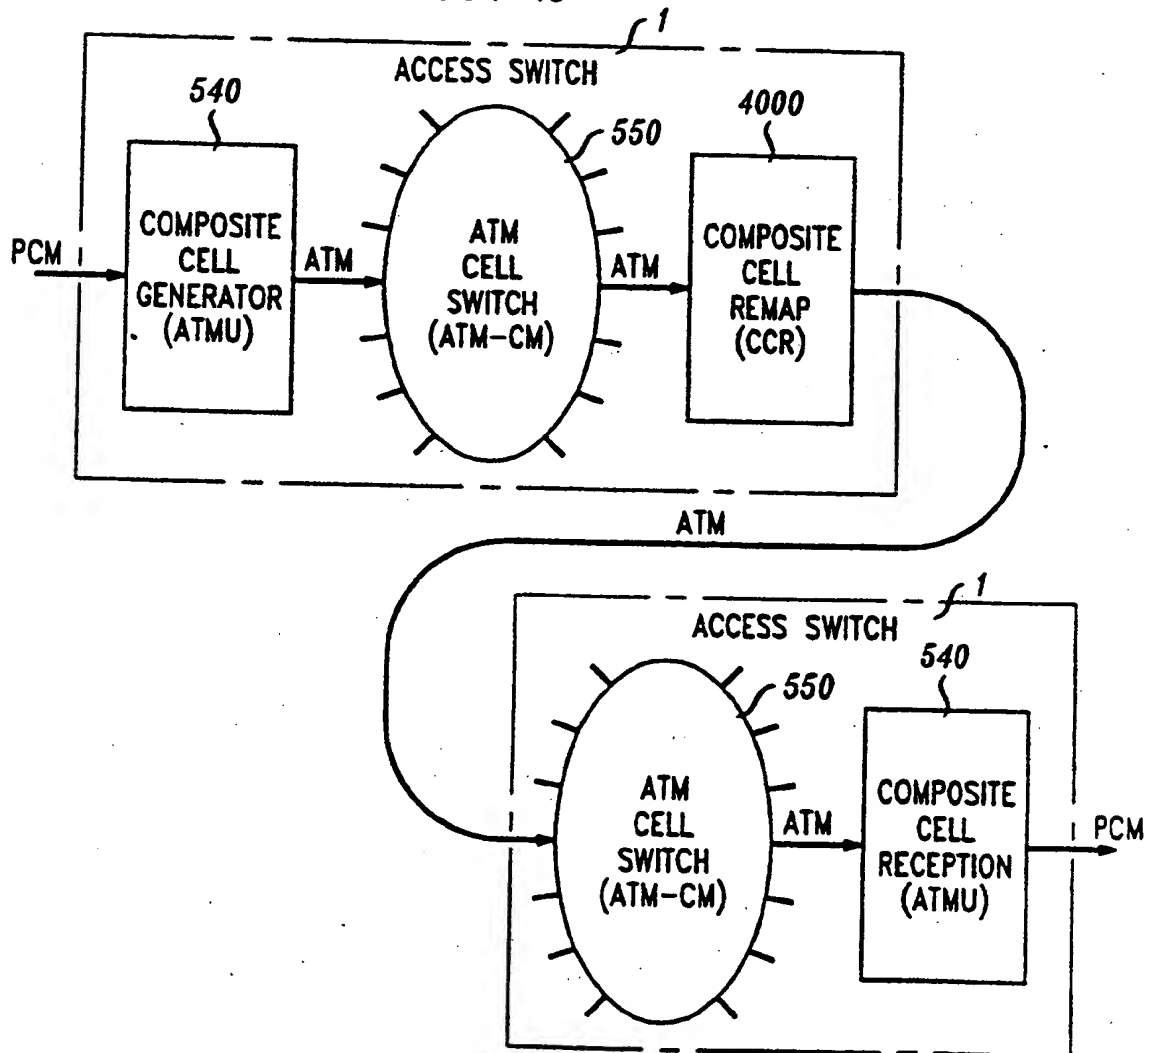 1
ACCESS SWITCH
540
550
4000
PCM
COMPOSITE
CELL
GENERATOR
(ATMU)
ATM
ATM
CELL
SWITCH
(ATM-CM)
ATM
COMPOSITE
CELL
REMAP
(CCR)
ATM
1
ACCESS SWITCH
550
540
ATM
CELL
SWITCH
(ATM-CM)
ATM
COMPOSITE
CELL
RECEPTION
(ATMU)
PCM